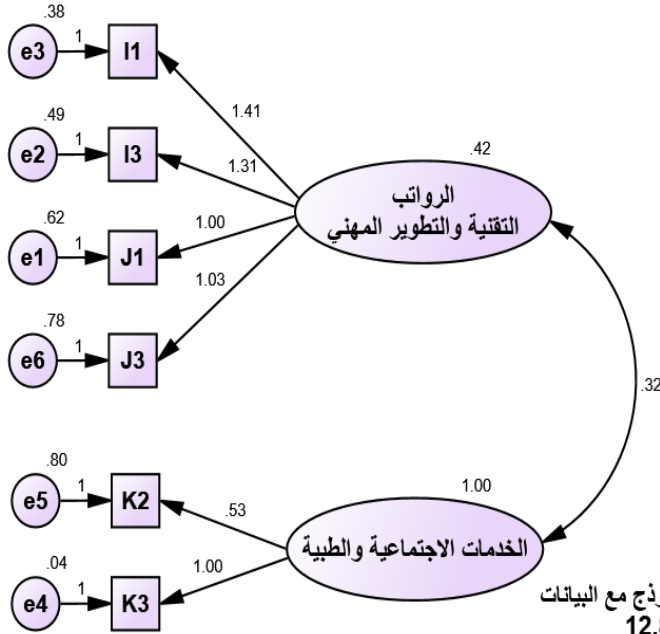 .38
e3 1 I1
1.41
.49
e2 1 I3
1.31
.42
الرواتب
التقنية والتطوير المهني
.62
e1 1 J1
1.00
1.03
.78
e6 1 J3
.32
.80
e5 1 K2
.53
1.00
الخدمات الاجتماعية والطبية
.04
e4 1 K3
1.00
مع البيانات